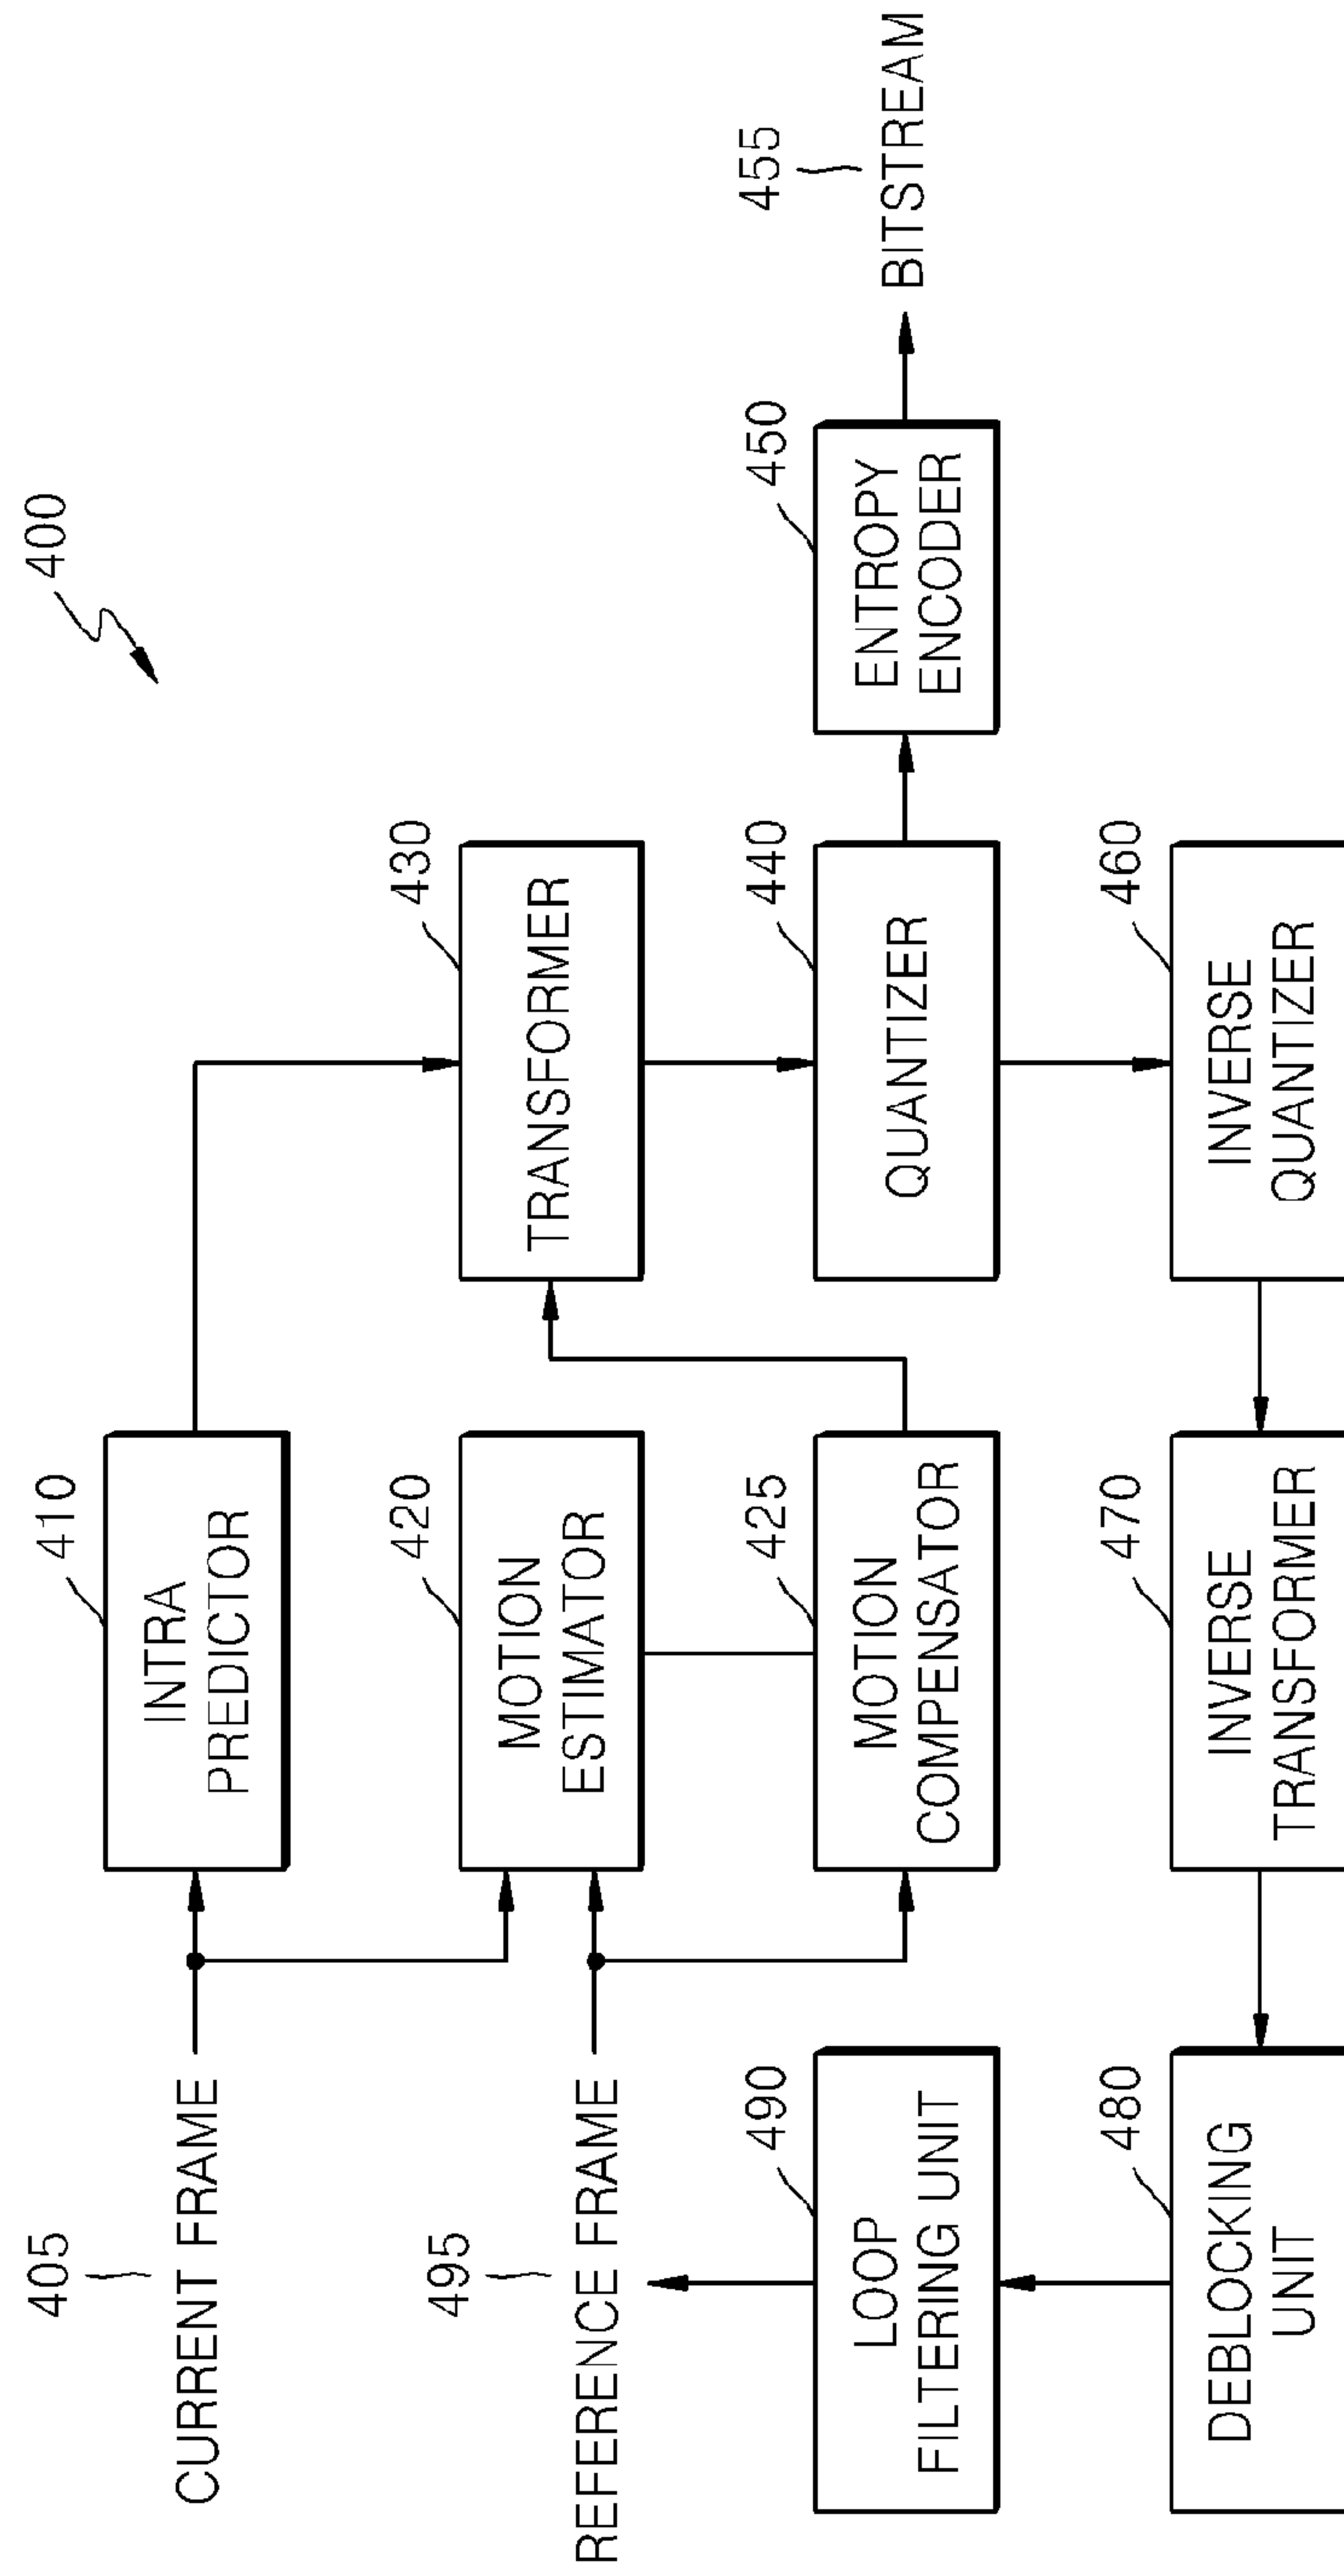 400
405
CURRENT FRAME
410
INTRA
PREDICTOR
495
REFERENCE FRAME
420
MOTION
ESTIMATOR
430
TRANSFORMER
490
LOOP
FILTERING UNIT
425
MOTION
COMPENSATOR
440
QUANTIZER
450
ENTROPY
ENCODER
455
BITSTREAM
480
DEBLOCKING
UNIT
470
INVERSE
TRANSFORMER
460
INVERSE
QUANTIZER